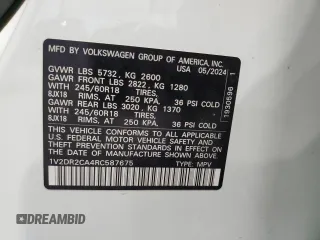 MFD. BY VOLKSWAGEN GROUP OF AMERICA, INC.
USA 05/2024
GVWR LBS 5732, KG 2600
GAWR FRONT LBS 2822, KG 1280
WITH 245/60R18 TIRES,
8JX18 RIMS, AT 250 KPA, 36 PSI COLD
GAWR REAR LBS 3020, KG 1370
WITH 245/60R18 TIRES,
8JX18 RIMS, AT 250 KPA, 36 PSI COLD
THIS VEHICLE CONFORMS TO ALL APPLICABLE
U.S. FEDERAL MOTOR VEHICLE SAFETY AND
THEFT PREVENTION STANDARDS IN EFFECT ON
THE DATE OF MANUFACTURE SHOWN ABOVE.
1V2DR2CA4RC587675 TYPE: MPV